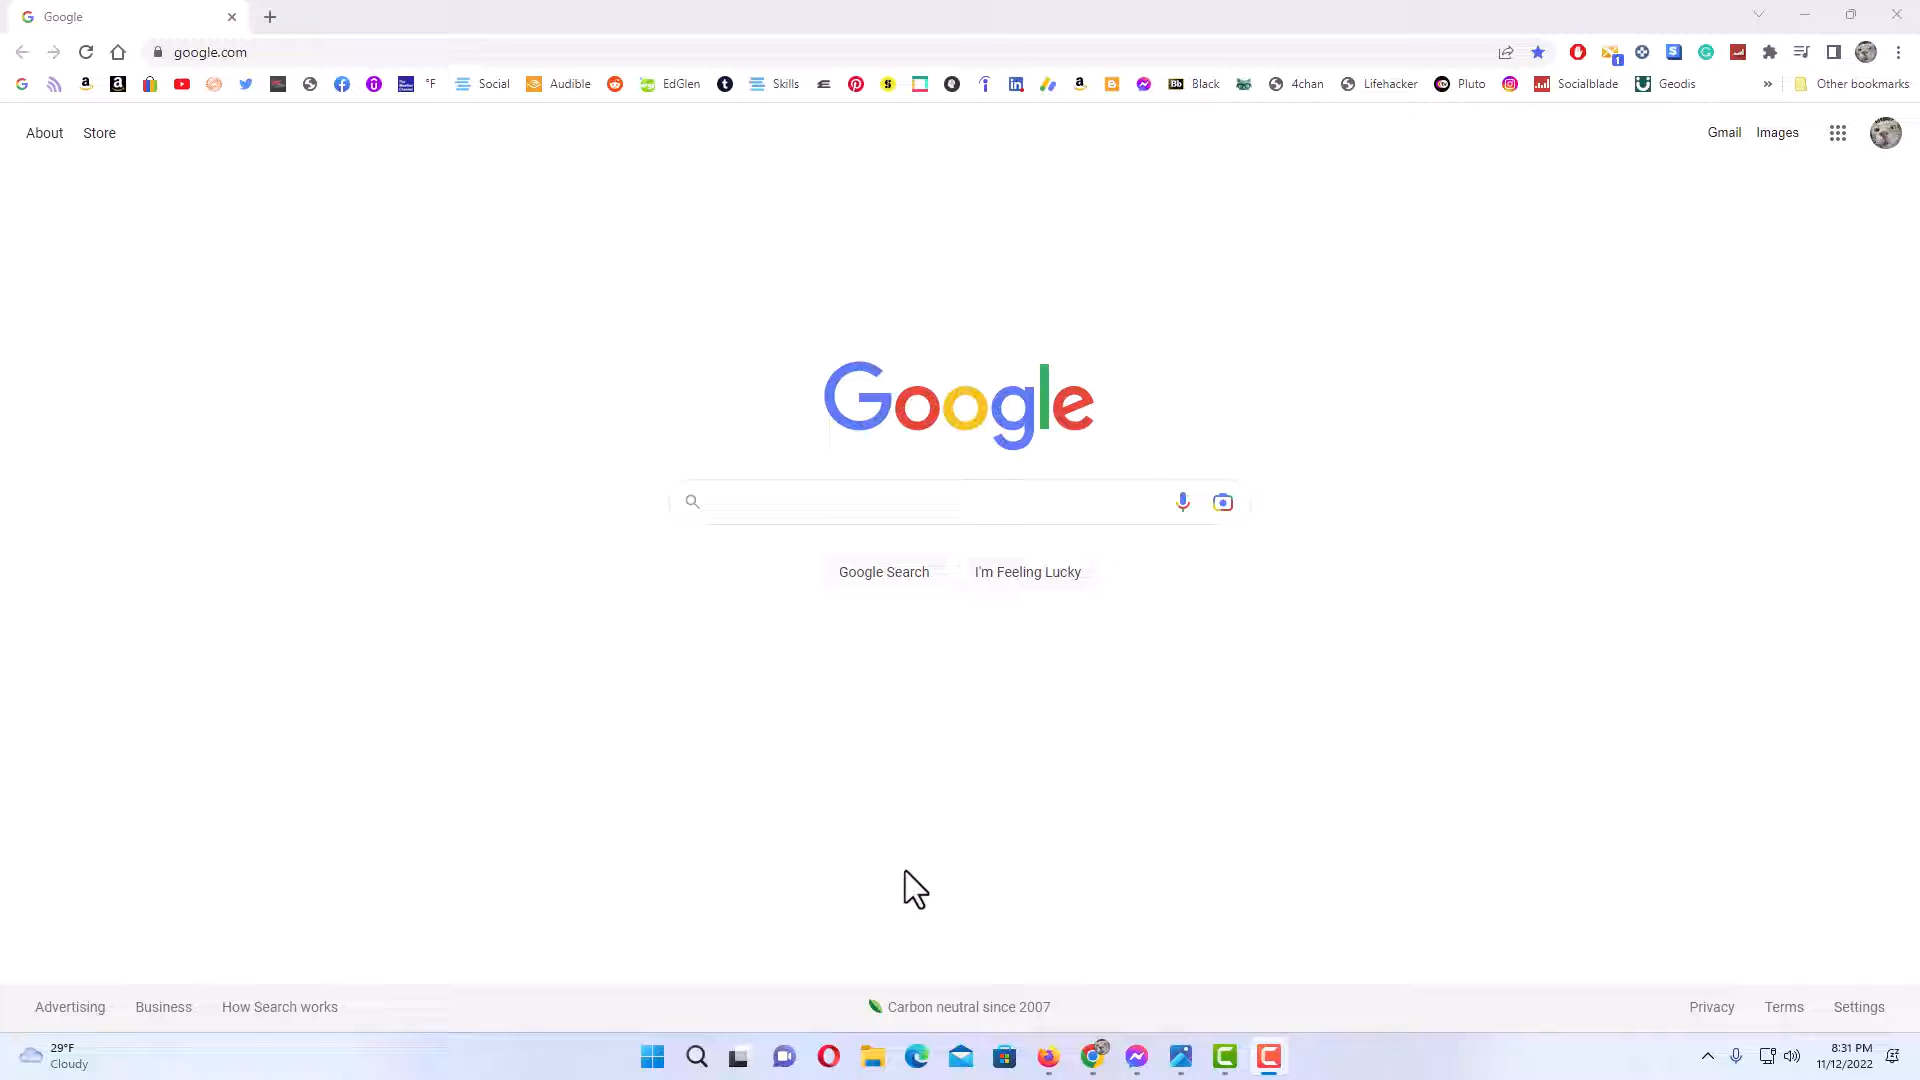 Google
google.com
°F Social Audible EdGlen Skills Black 4chan Lifehacker Pluto Socialblade Geodis » Other bookmarks
About Store Gmail Images
Google
Google Search I'm Feeling Lucky
Advertising Business How Search works Carbon neutral since 2007 Privacy Terms Settings
29°F
Cloudy
8:31 PM
11/12/2022